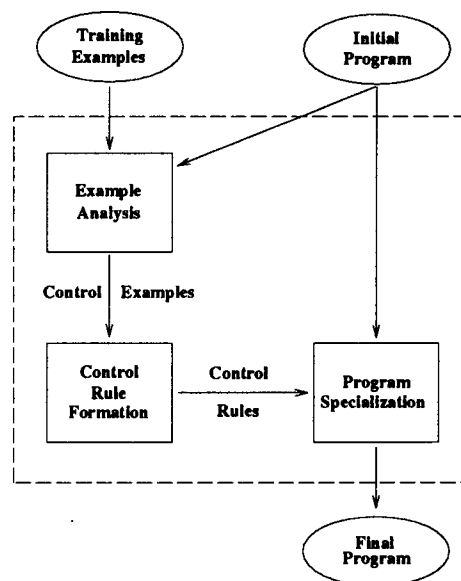 Training
Examples
Initial
Program
Example
Analysis
Control Examples
Control
Rule
Formation
Control
Rules
Program
Specialization
Final
Program